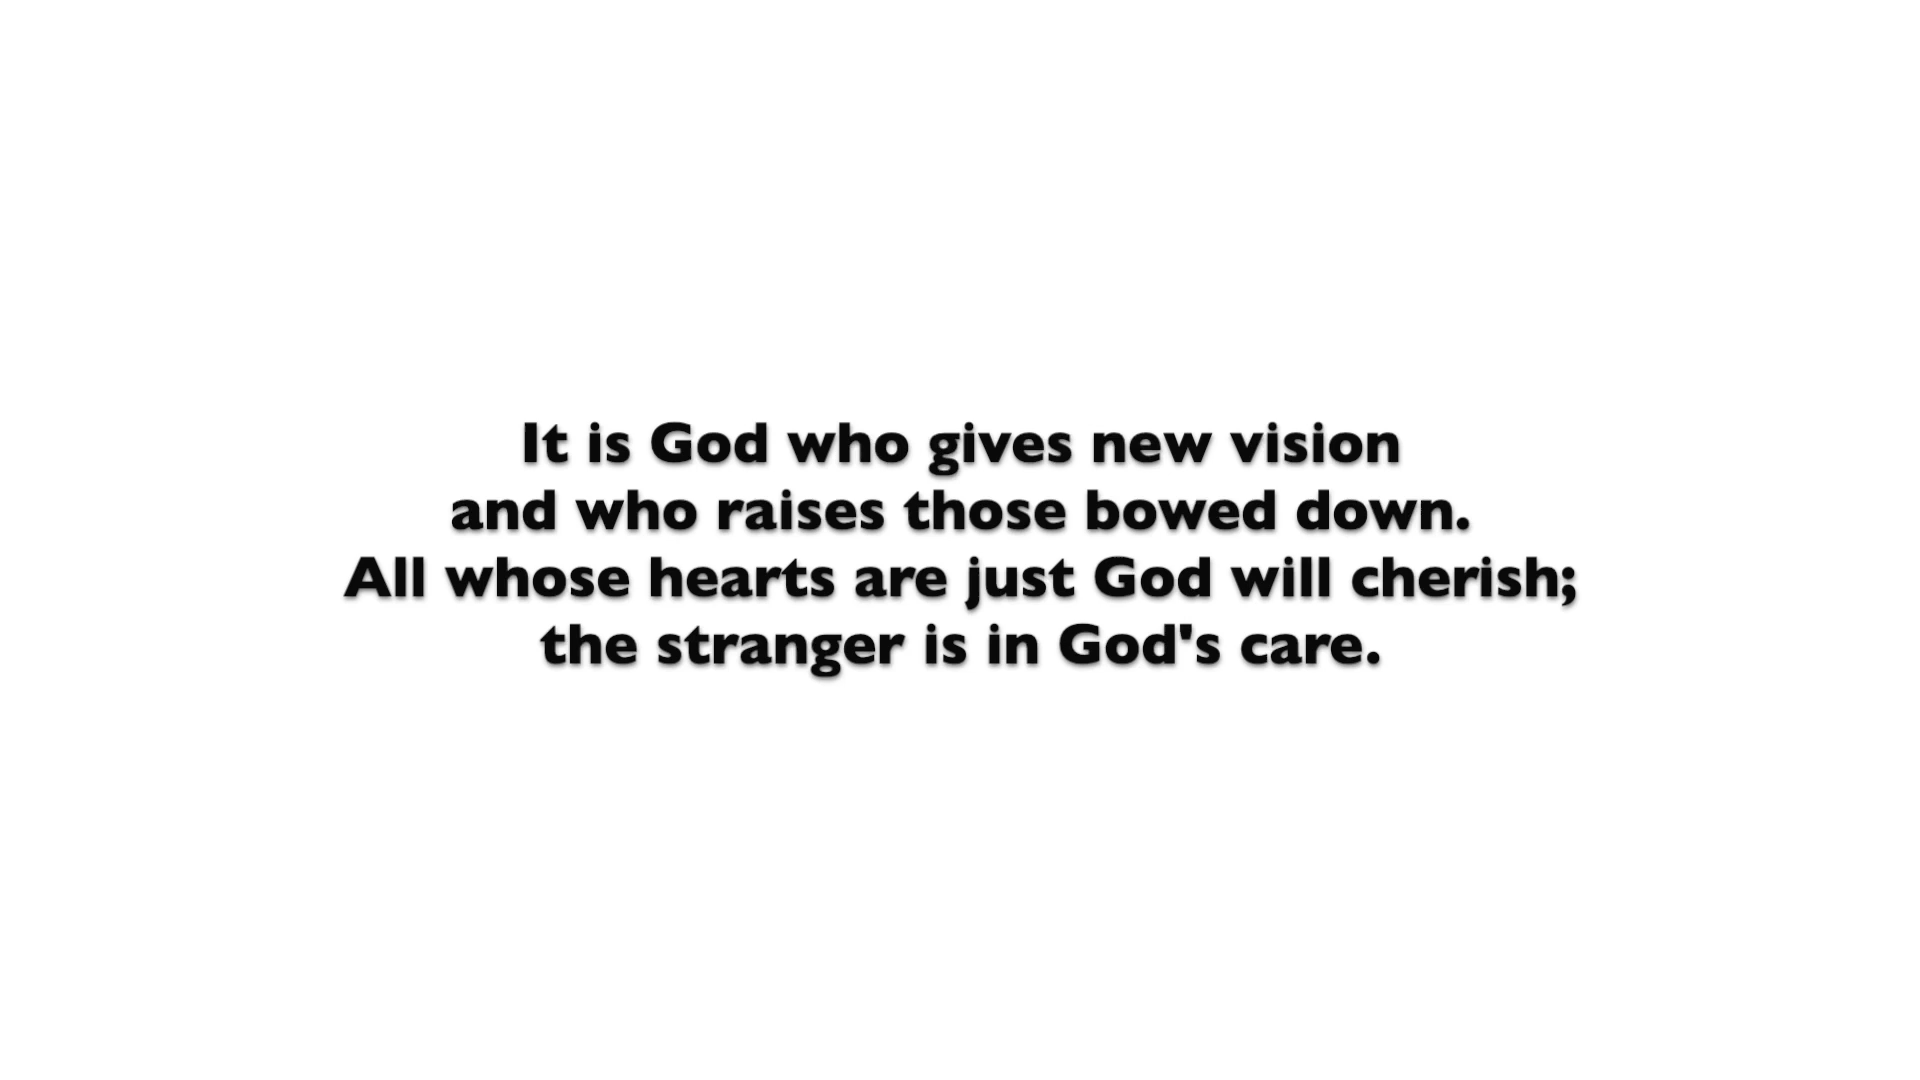 It is God who gives new vision
and who raises those bowed down.
All whose hearts are just God will cherish;
the stranger is in God's care.